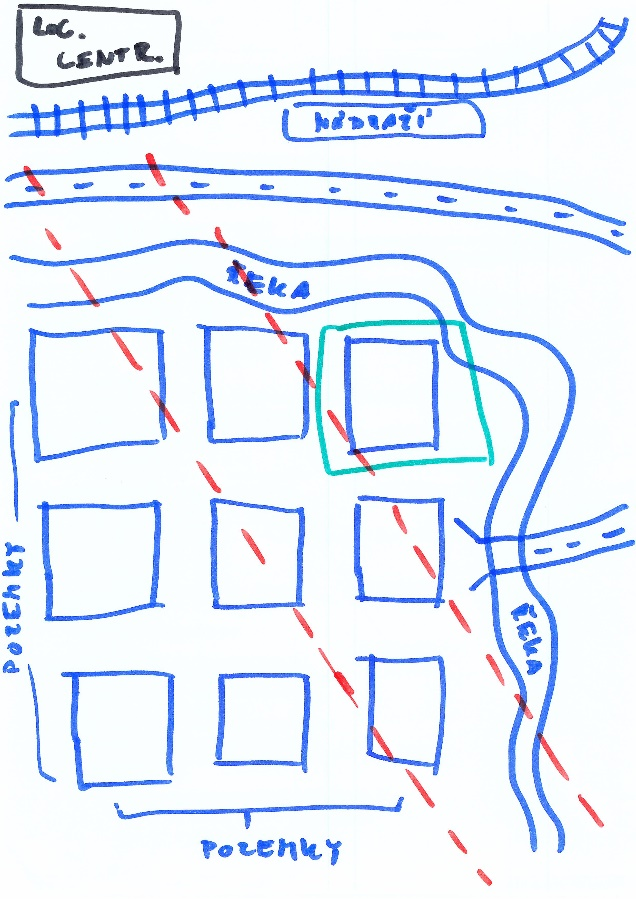 LOC.
CENTR.
NÁDRAŽÍ
ŘEKA
POZEMKY
ŘEKA
POZEMKY